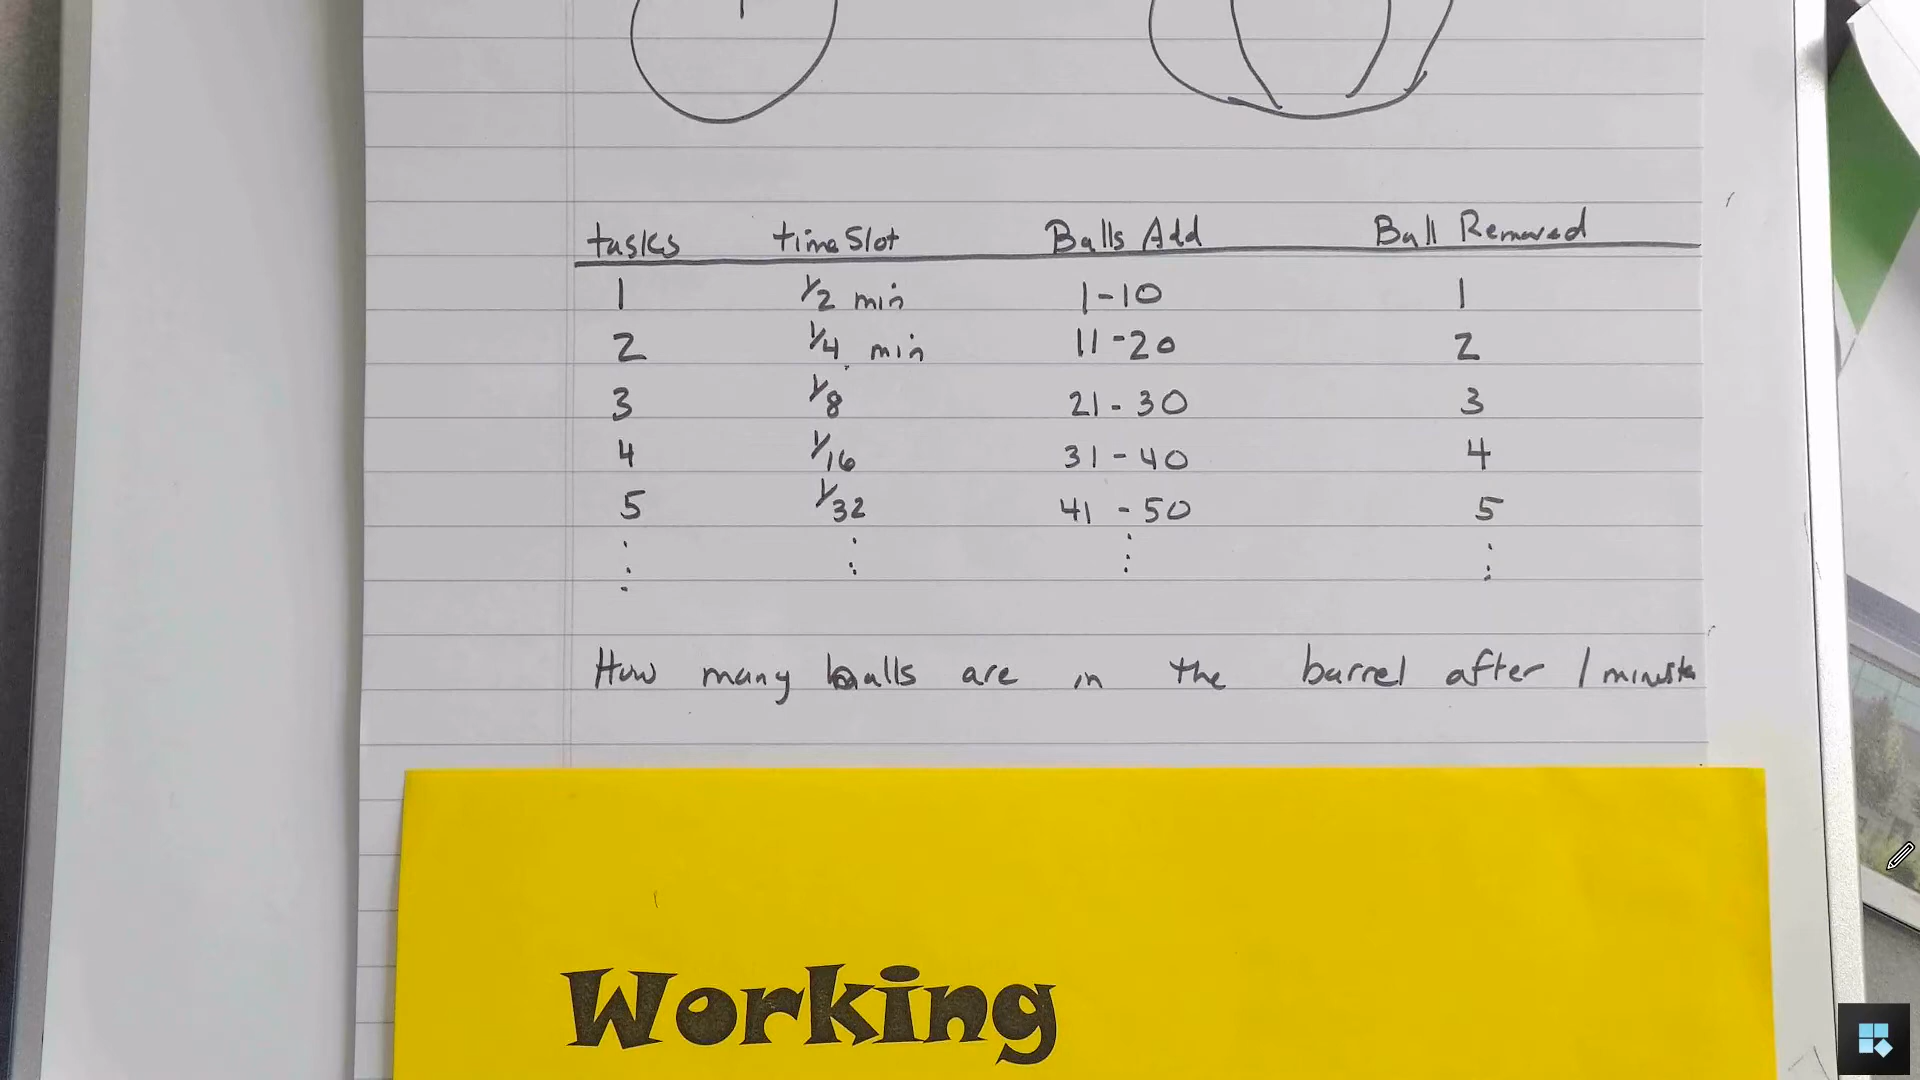 tasks time Slot Balls Add Ball Removed
1 1/2 min 1-10 1
2 1/4 min 11-20 2
3 1/8 21-30 3
4 1/16 31-40 4
5 1/32 41-50 5
⋮ ⋮ ⋮ ⋮
How many balls are in the barrel after 1 minute
Working